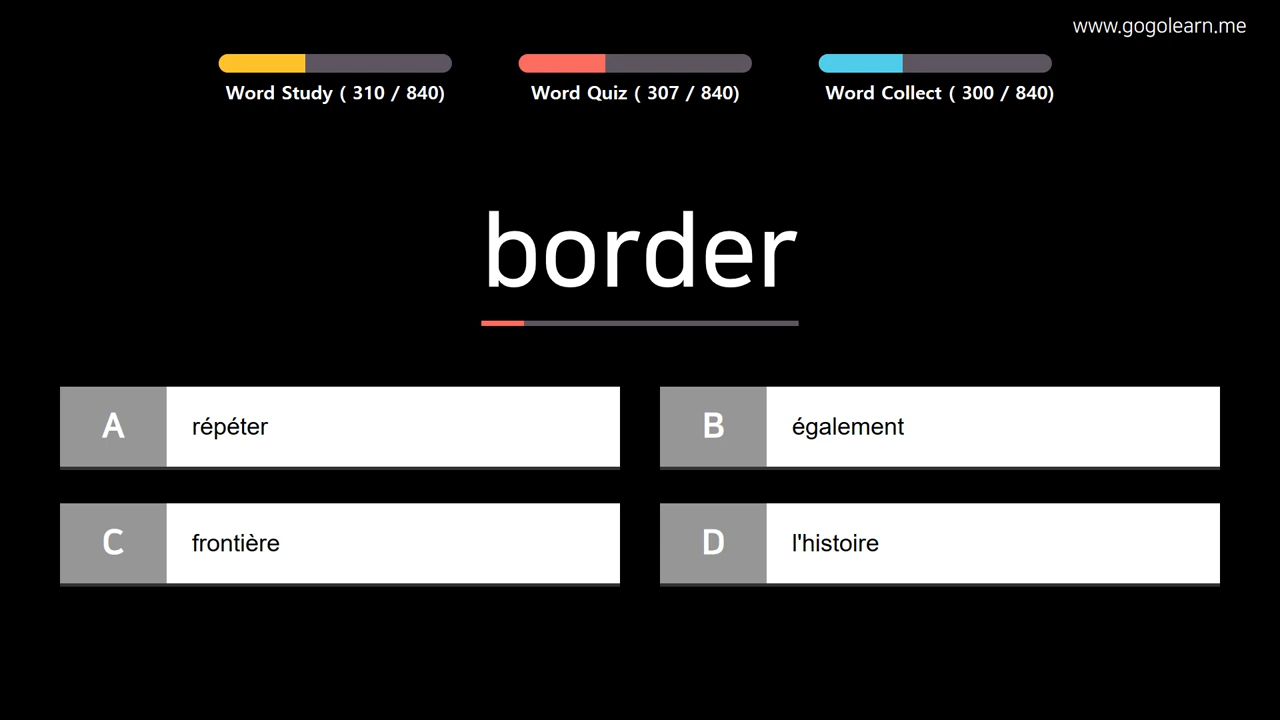 www.gogolearn.me
Word Study ( 310 / 840)
Word Quiz ( 307 / 840)
Word Collect ( 300 / 840)
border
A
répéter
B
également
C
frontière
D
l'histoire